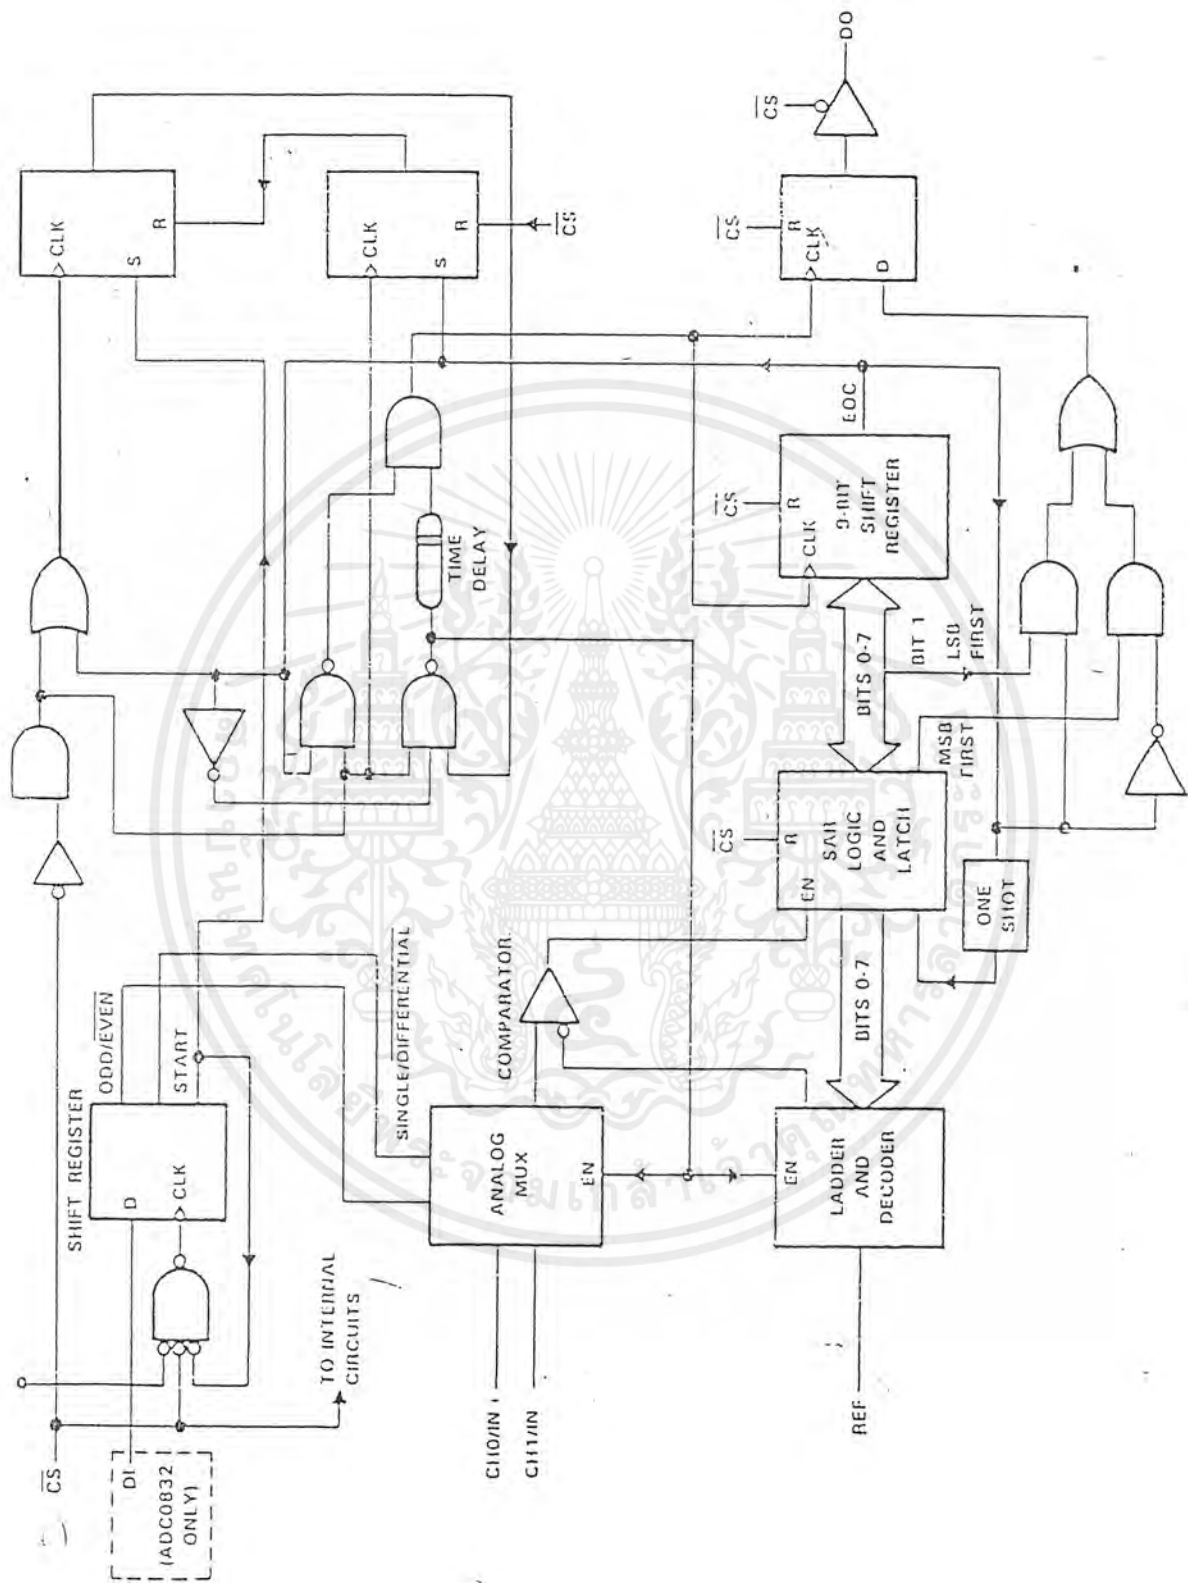 CS
DI
(ADC0832
ONLY)
SHIFT REGISTER
D
CLK
ODD/EVEN
START
TO INTERNAL
CIRCUITS
SINGLE/DIFFERENTIAL
CLK
S
R
CLK
S
R
CS
TIME
DELAY
CH0/IN +
CH1/IN
ANALOG
MUX
EN
COMPARATOR
REF
EN
LADDER
AND
DECODER
BITS 0-7
CS
R
EN
SAR
LOGIC
AND
LATCH
ONE
SHOT
MSB
FIRST
BITS 0-7
BIT 1
LSB
FIRST
CS
R
CLK
9-BIT
SHIFT
REGISTER
EOC
CS
R
CLK
D
CS
DO